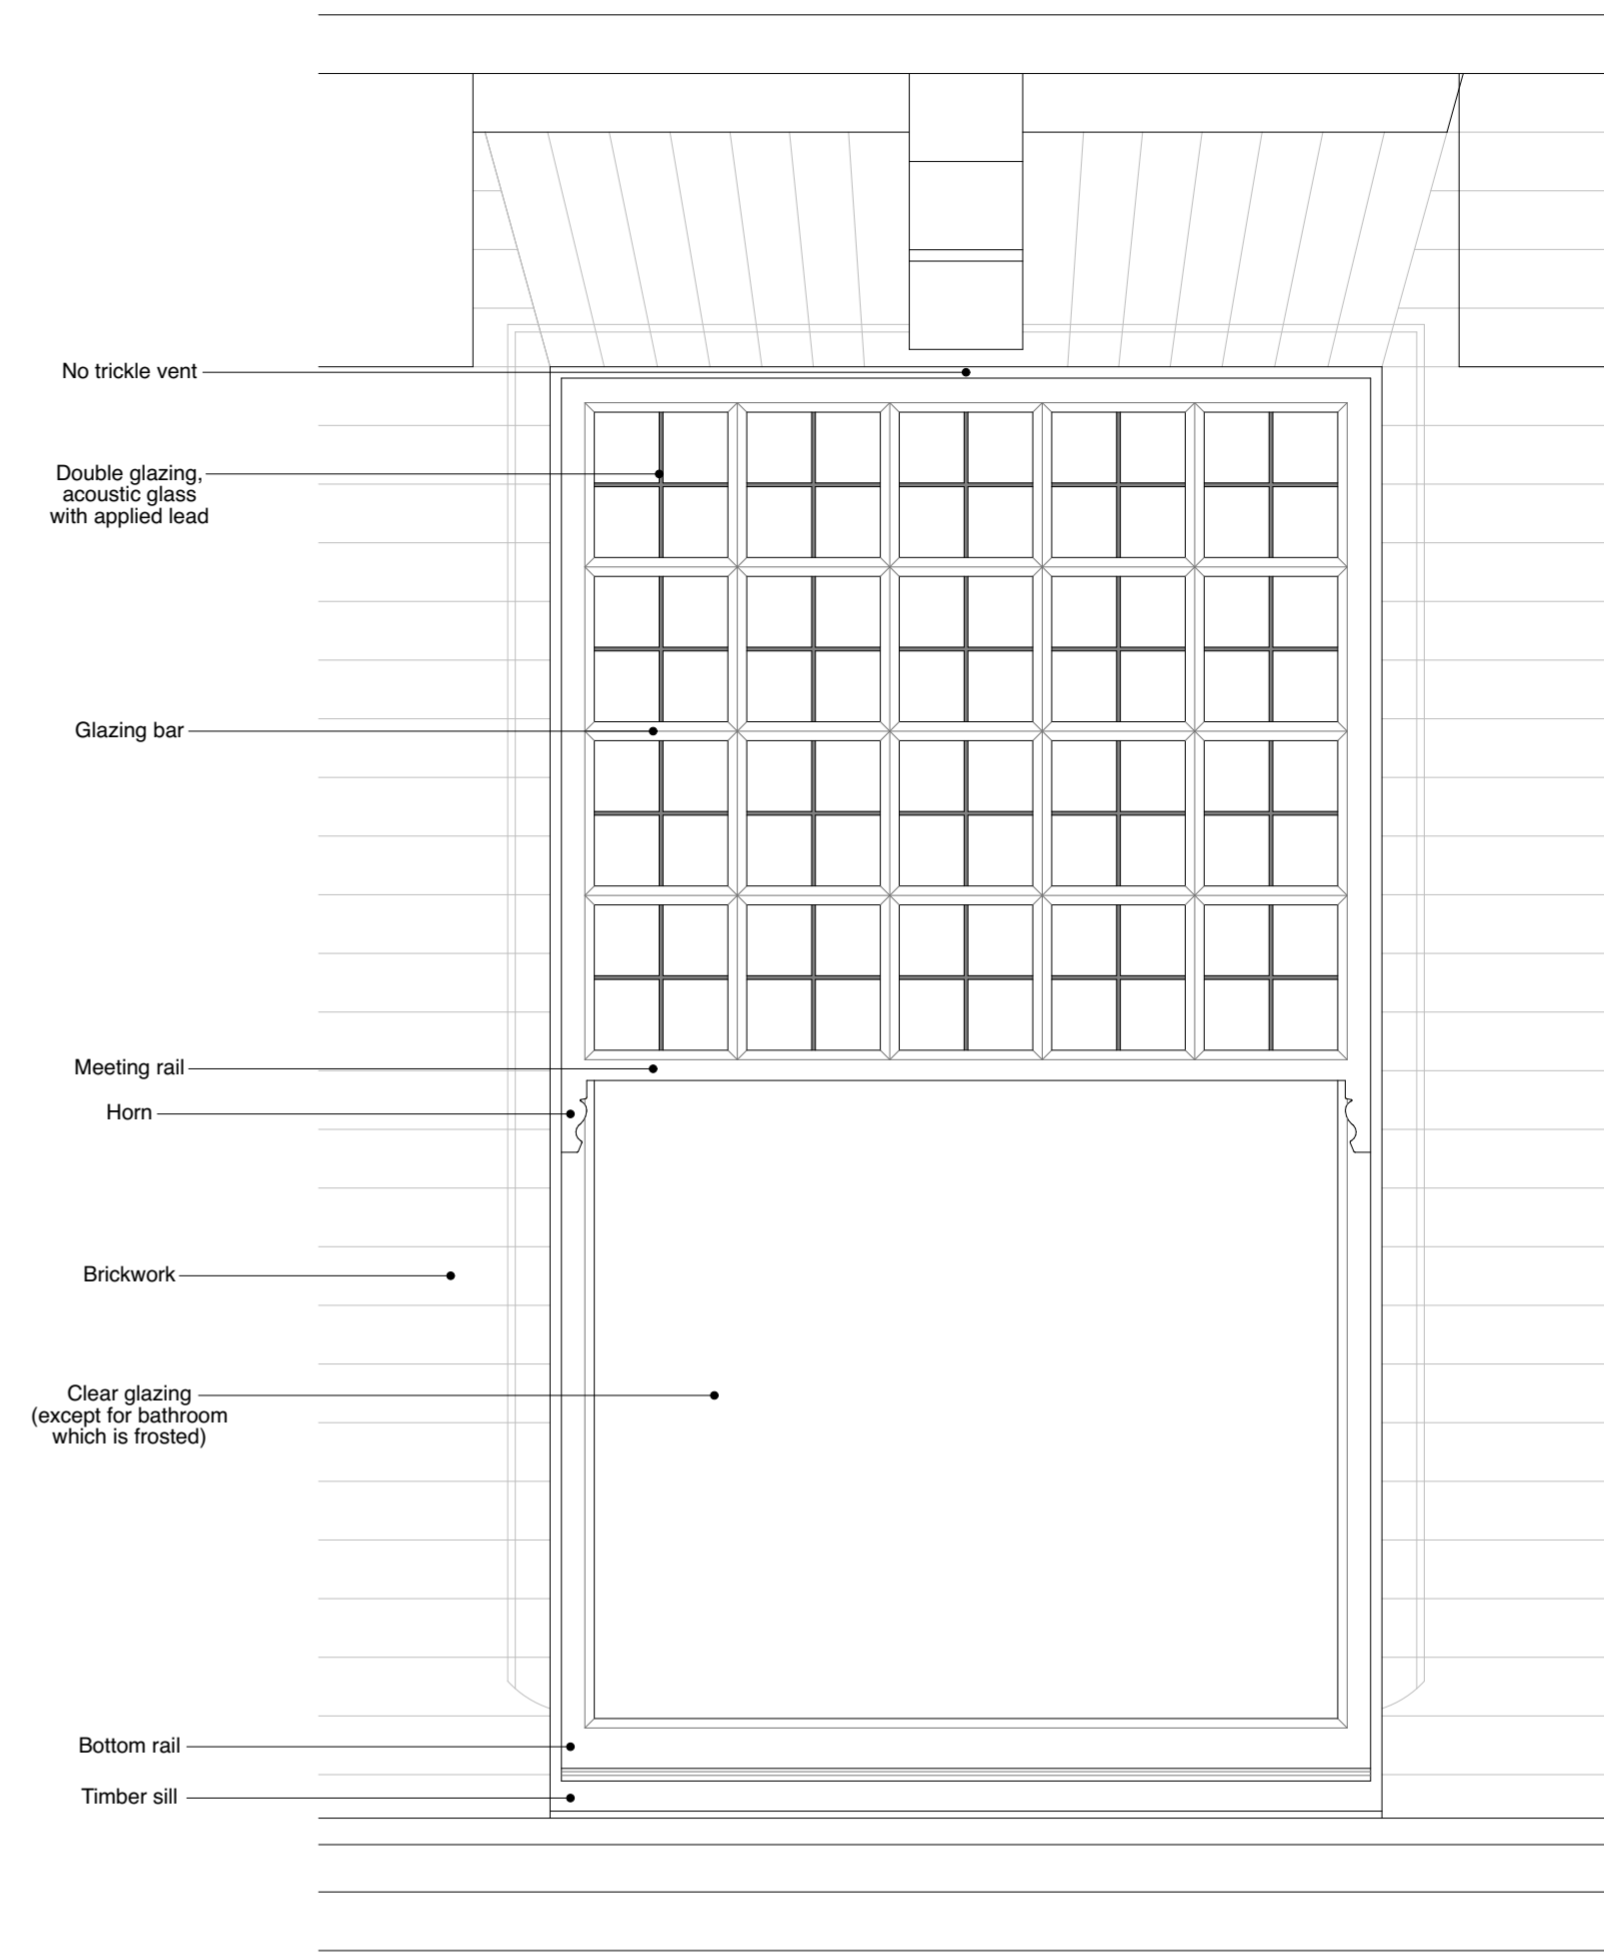 No trickle vent
Double glazing,
acoustic glass
with applied lead
Glazing bar
Meeting rail
Horn
Brickwork
Clear glazing
(except for bathroom
which is frosted)
Bottom rail
Timber sill